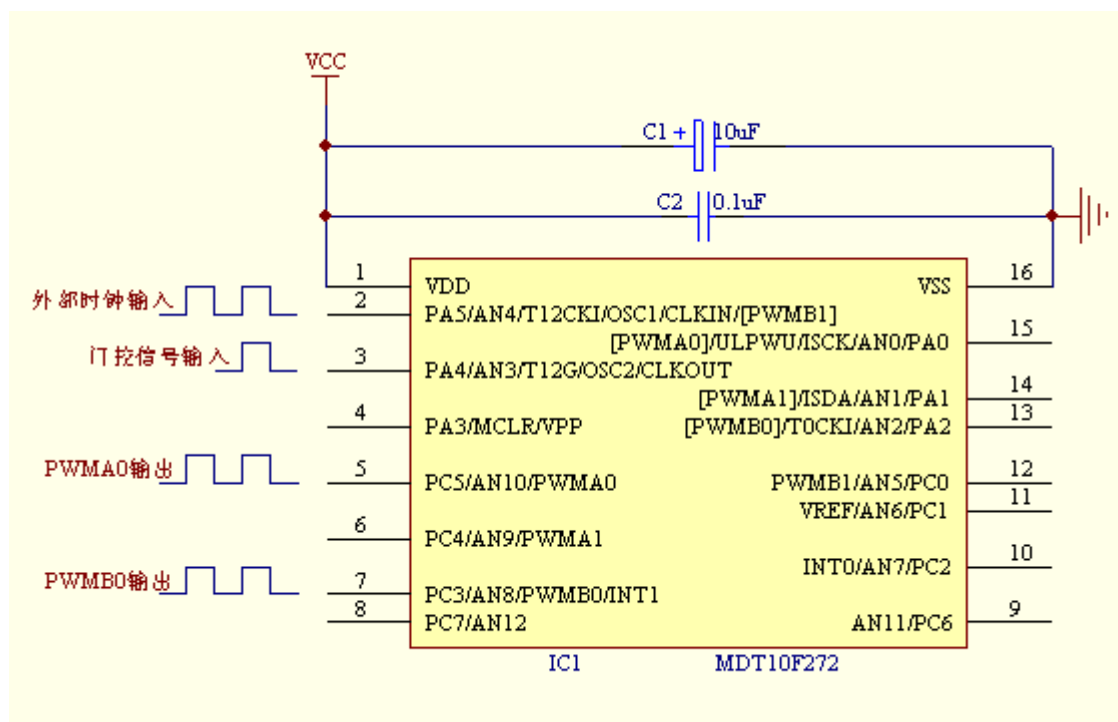 VCC
C1 + 10uF
C2 0.1uF
1 VDD VSS 16
外部时钟输入 2 PA5/AN4/T12CKI/OSC1/CLKIN/[PWMB1]
[PWMA0]/ULPWU/ISCK/AN0/PA0 15
门控信号输入 3 PA4/AN3/T12G/OSC2/CLKOUT
[PWMA1]/ISDA/AN1/PA1 14
4 PA3/MCLR/VPP [PWMB0]/T0CKI/AN2/PA2 13
PWMA0输出 5 PC5/AN10/PWMA0 PWMB1/AN5/PC0 12
VREF/AN6/PC1 11
6 PC4/AN9/PWMA1
INT0/AN7/PC2 10
PWMB0输出 7 PC3/AN8/PWMB0/INT1
8 PC7/AN12 AN11/PC6 9
IC1 MDT10F272